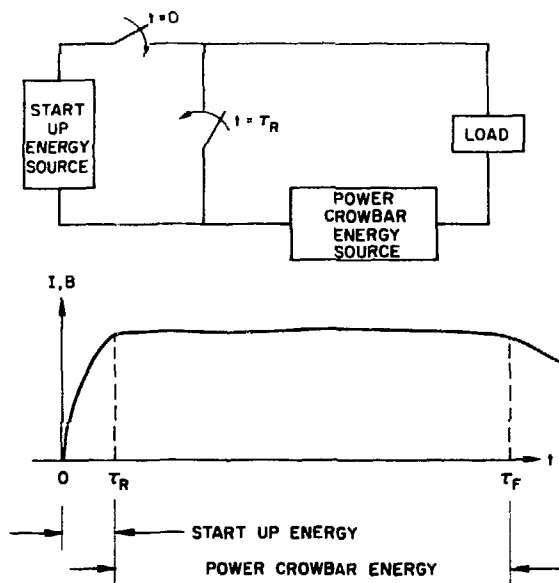 t = 0
START
UP
ENERGY
SOURCE
t = τR
LOAD
POWER
CROWBAR
ENERGY
SOURCE
I, B
0
τR
τF
t
START UP ENERGY
POWER CROWBAR ENERGY